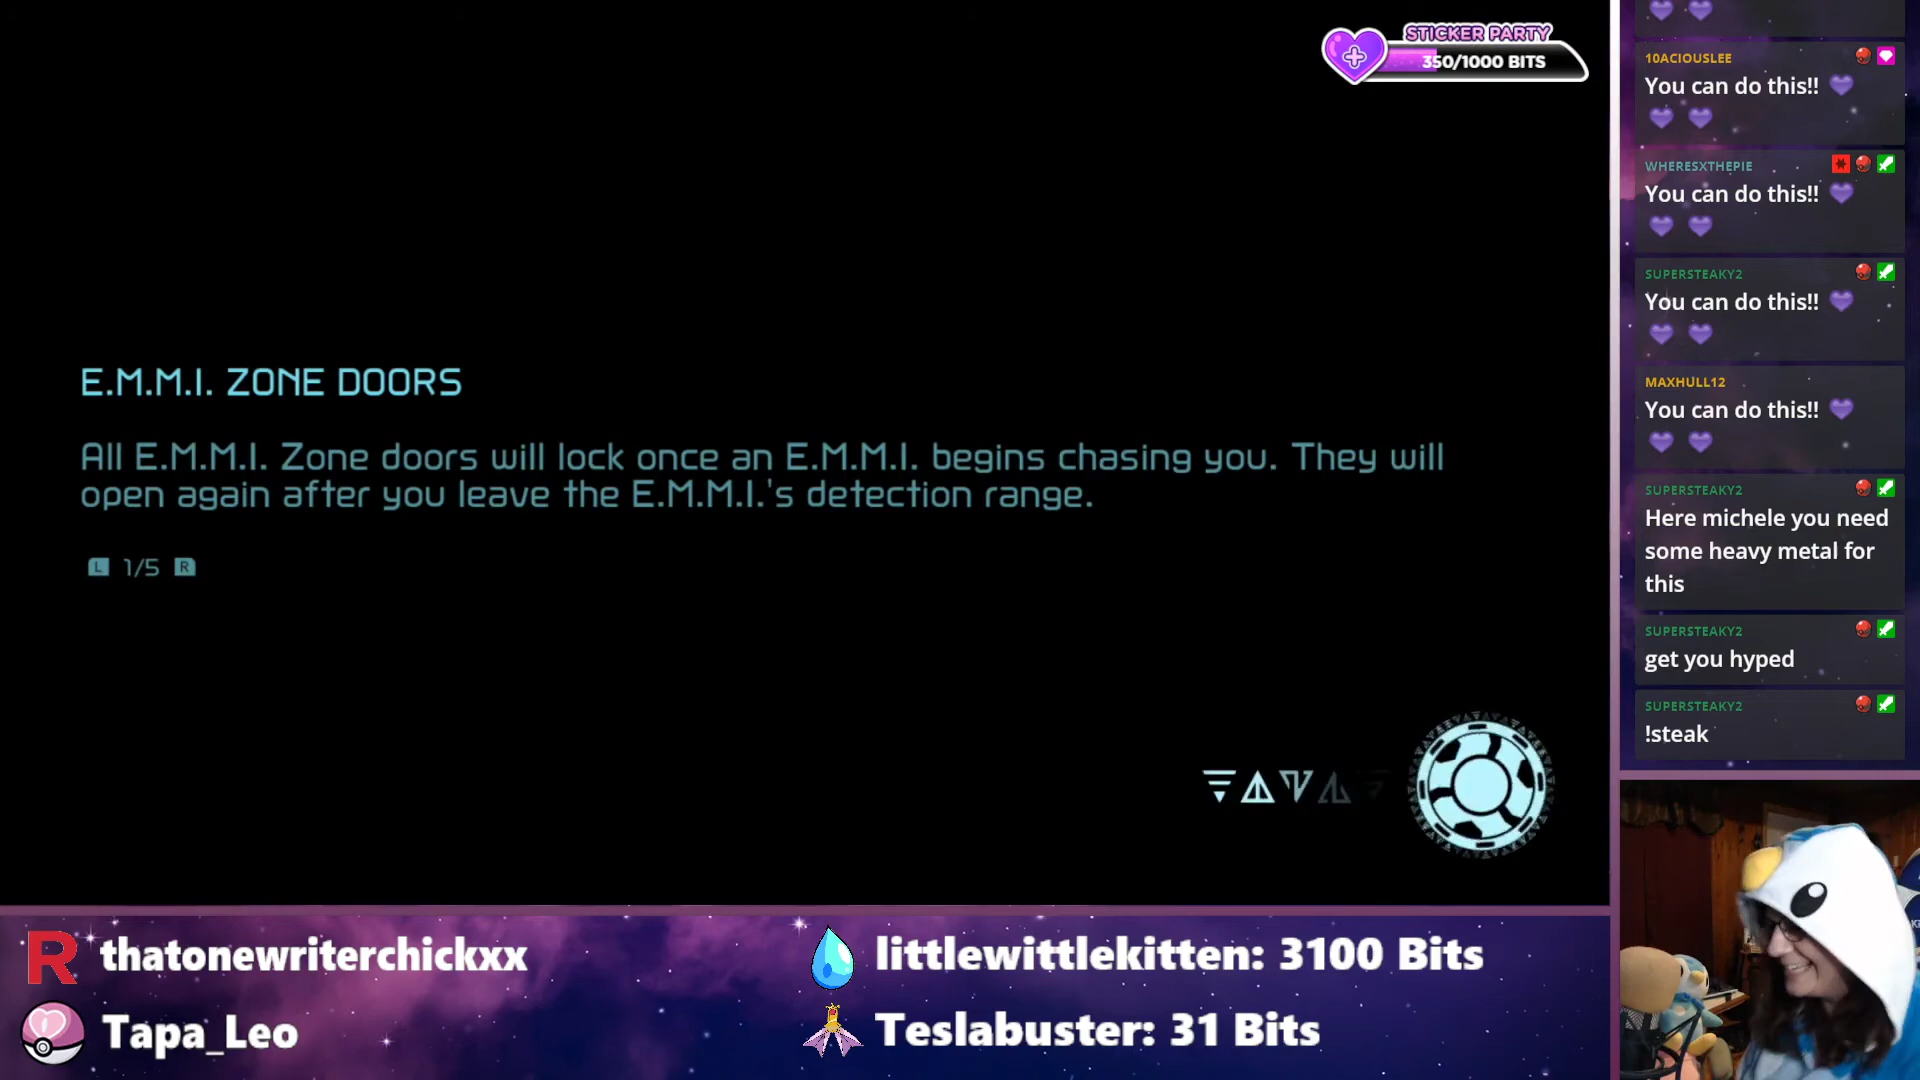 STICKER PARTY
350/1000 BITS
E.M.M.I. ZONE DOORS
All E.M.M.I. Zone doors will lock once an E.M.M.I. begins chasing you. They will
open again after you leave the E.M.M.I.'s detection range.
L 1/5 R
10ACIOUSLEE
You can do this!!
WHERESXTHEPIE
You can do this!!
SUPERSTEAKY2
You can do this!!
MAXHULL12
You can do this!!
SUPERSTEAKY2
Here michele you need
some heavy metal for
this
SUPERSTEAKY2
get you hyped
SUPERSTEAKY2
!steak
R thatonewriterchickxx
Tapa_Leo
littlewittlekitten: 3100 Bits
Teslabuster: 31 Bits